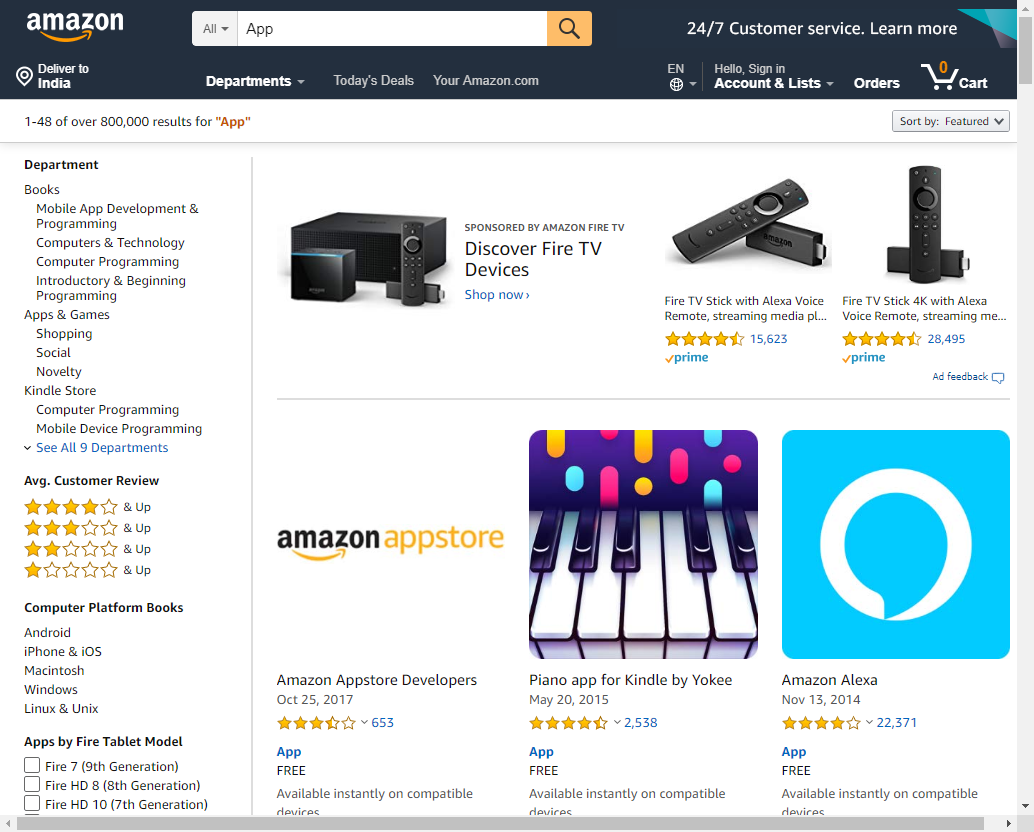 amazon
All
App
24/7 Customer service. Learn more
Deliver to
India
Departments
Today's Deals
Your Amazon.com
EN
Hello, Sign in
Account & Lists
Orders
0
Cart
1-48 of over 800,000 results for "App"
Sort by: Featured
Department
Books
Mobile App Development &
Programming
Computers & Technology
Computer Programming
Introductory & Beginning
Programming
Apps & Games
Shopping
Social
Novelty
Kindle Store
Computer Programming
Mobile Device Programming
See All 9 Departments
Avg. Customer Review
& Up
& Up
& Up
& Up
Computer Platform Books
Android
iPhone & iOS
Macintosh
Windows
Linux & Unix
Apps by Fire Tablet Model
Fire 7 (9th Generation)
Fire HD 8 (8th Generation)
Fire HD 10 (7th Generation)
SPONSORED BY AMAZON FIRE TV
Discover Fire TV
Devices
Shop now ›
amazon
Fire TV Stick with Alexa Voice
Remote, streaming media pl...
15,623
prime
Fire TV Stick 4K with Alexa
Voice Remote, streaming me...
28,495
prime
Ad feedback
amazon appstore
Amazon Appstore Developers
Oct 25, 2017
653
App
FREE
Available instantly on compatible
devices.
Piano app for Kindle by Yokee
May 20, 2015
2,538
App
FREE
Available instantly on compatible
devices.
Amazon Alexa
Nov 13, 2014
22,371
App
FREE
Available instantly on compatible
devices.